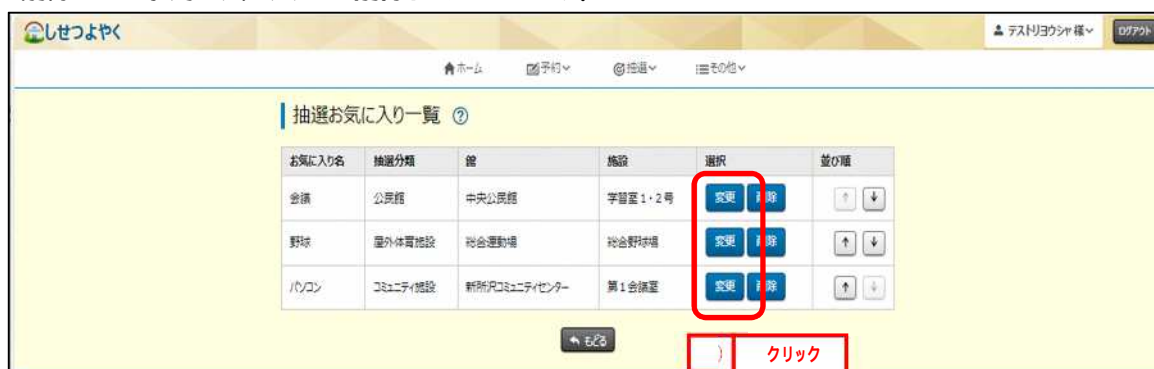 しせつよやく
テストリヨウシャ 様
ログアウト
ホーム 予約 抽選 その他
抽選お気に入り一覧 ?
お気に入り名 抽選分類 館 施設 選択 並び順
会議 公民館 中央公民館 学習室1・2号 変更 削除 ↑ ↓
野球 屋外体育施設 総合運動場 総合野球場 変更 削除 ↑ ↓
パソコン コミュニティ施設 新所沢コミュニティセンター 第1会議室 変更 削除 ↑ ↓
もどる
) クリック